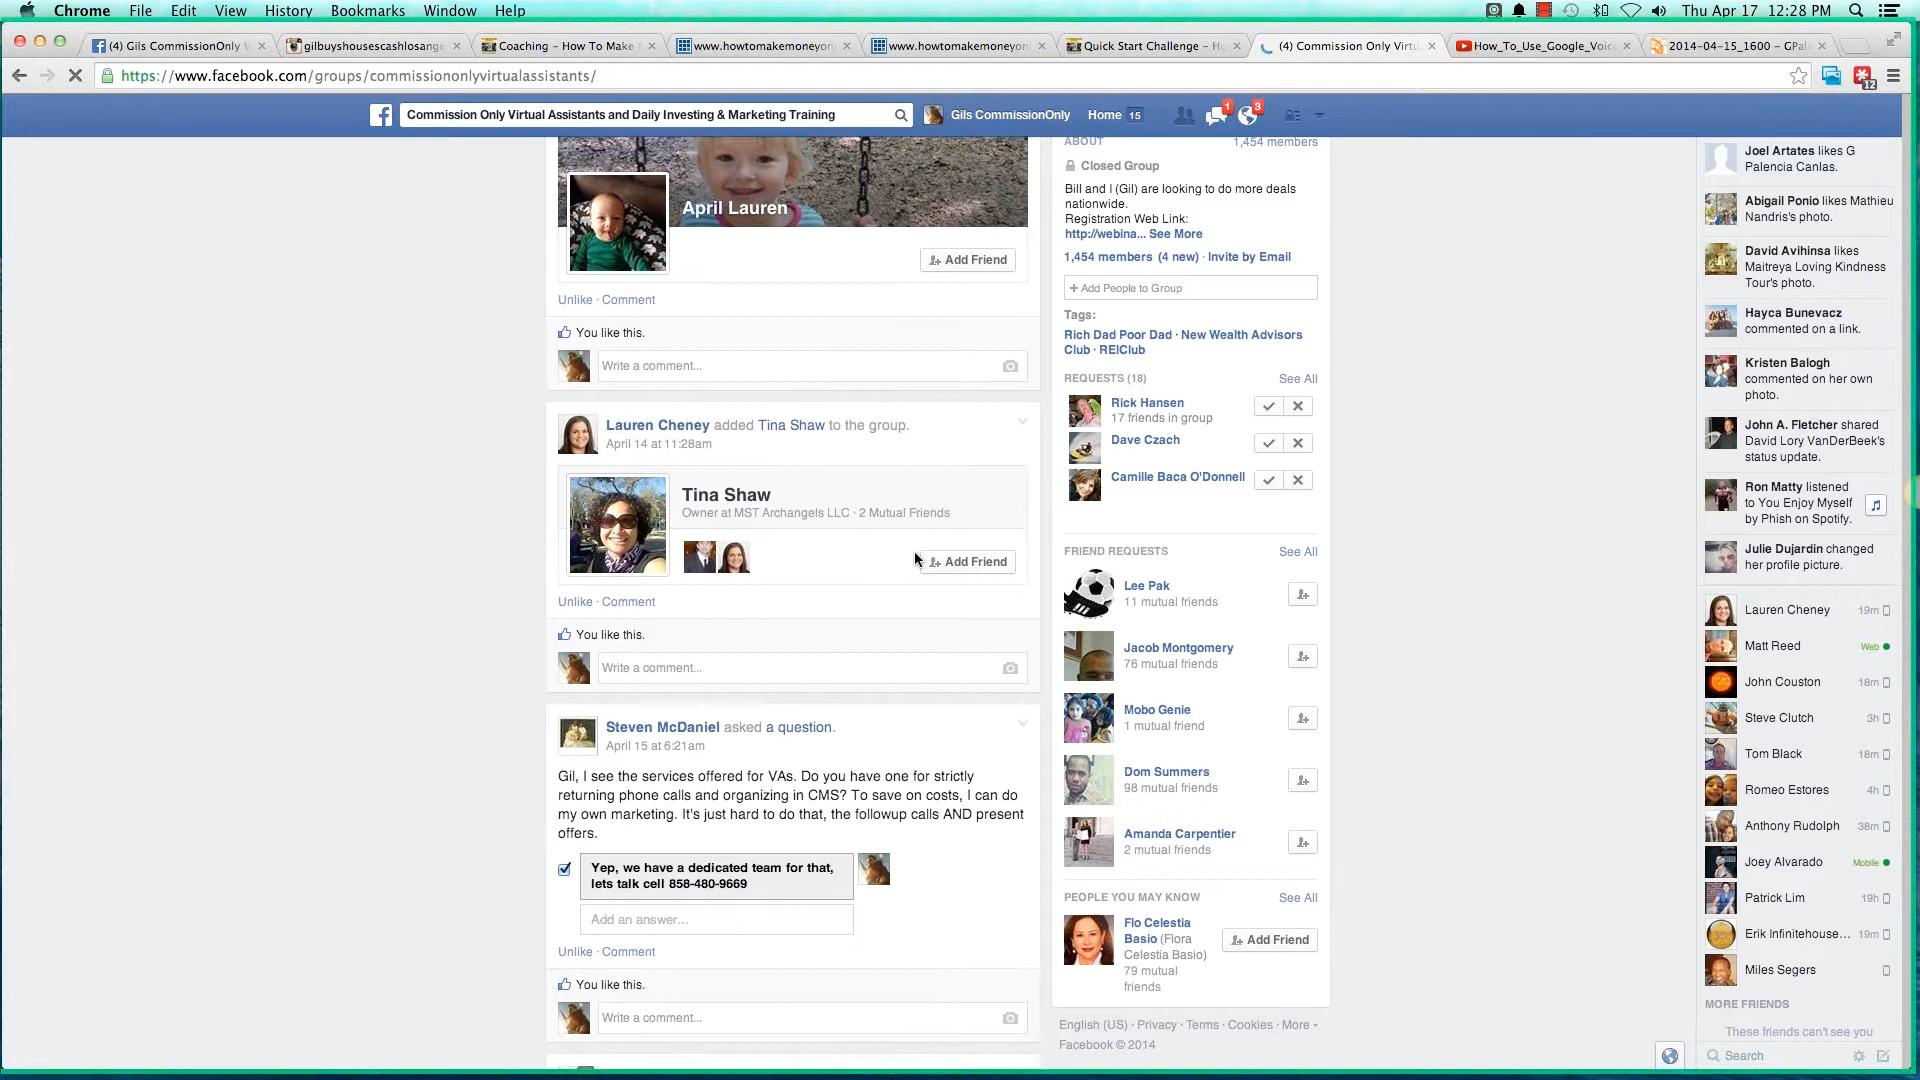 Chrome File Edit View History Bookmarks Window Help
Thu Apr 17 12:28 PM
(4) Gils CommissionOnly V
gilbuyshousescashlosange
Coaching – How To Make
www.howtomakemoneyon
www.howtomakemoneyon
Quick Start Challenge – Ho
(4) Commission Only Virtu
How_To_Use_Google_Voice
2014-04-15_1600 – GPal
https://www.facebook.com/groups/commissiononlyvirtualassistants/
12
Commission Only Virtual Assistants and Daily Investing & Marketing Training
Gils CommissionOnly
Home 15
1
3
April Lauren
Add Friend
Unlike · Comment
You like this.
Write a comment...
Lauren Cheney added Tina Shaw to the group.
April 14 at 11:28am
Tina Shaw
Owner at MST Archangels LLC · 2 Mutual Friends
Add Friend
Unlike · Comment
You like this.
Write a comment...
Steven McDaniel asked a question.
April 15 at 6:21am
Gil, I see the services offered for VAs. Do you have one for strictly
returning phone calls and organizing in CMS? To save on costs, I can do
my own marketing. It's just hard to do that, the followup calls AND present
offers.
Yep, we have a dedicated team for that,
lets talk cell 858-480-9669
Add an answer...
Unlike · Comment
You like this.
Write a comment...
ABOUT
1,454 members
Closed Group
Bill and I (Gil) are looking to do more deals
nationwide.
Registration Web Link:
http://webina... See More
1,454 members (4 new) · Invite by Email
+ Add People to Group
Tags:
Rich Dad Poor Dad · New Wealth Advisors
Club · REIClub
REQUESTS (18)
See All
Rick Hansen
17 friends in group
Dave Czach
Camille Baca O'Donnell
FRIEND REQUESTS
See All
Lee Pak
11 mutual friends
Jacob Montgomery
76 mutual friends
Mobo Genie
1 mutual friend
Dom Summers
98 mutual friends
Amanda Carpentier
2 mutual friends
PEOPLE YOU MAY KNOW
See All
Flo Celestia
Basio (Flora
Celestia Basio)
79 mutual
friends
Add Friend
English (US) · Privacy · Terms · Cookies · More
Facebook © 2014
Joel Artates likes G
Palencia Canlas.
Abigail Ponio likes Mathieu
Nandris's photo.
David Avihinsa likes
Maitreya Loving Kindness
Tour's photo.
Hayca Bunevacz
commented on a link.
Kristen Balogh
commented on her own
photo.
John A. Fletcher shared
David Lory VanDerBeek's
status update.
Ron Matty listened
to You Enjoy Myself
by Phish on Spotify.
Julie Dujardin changed
her profile picture.
Lauren Cheney 19m
Matt Reed Web
John Couston 18m
Steve Clutch 3h
Tom Black 18m
Romeo Estores 4h
Anthony Rudolph 38m
Joey Alvarado Mobile
Patrick Lim 19h
Erik Infinitehouse... 19m
Miles Segers
MORE FRIENDS
These friends can't see you
Search